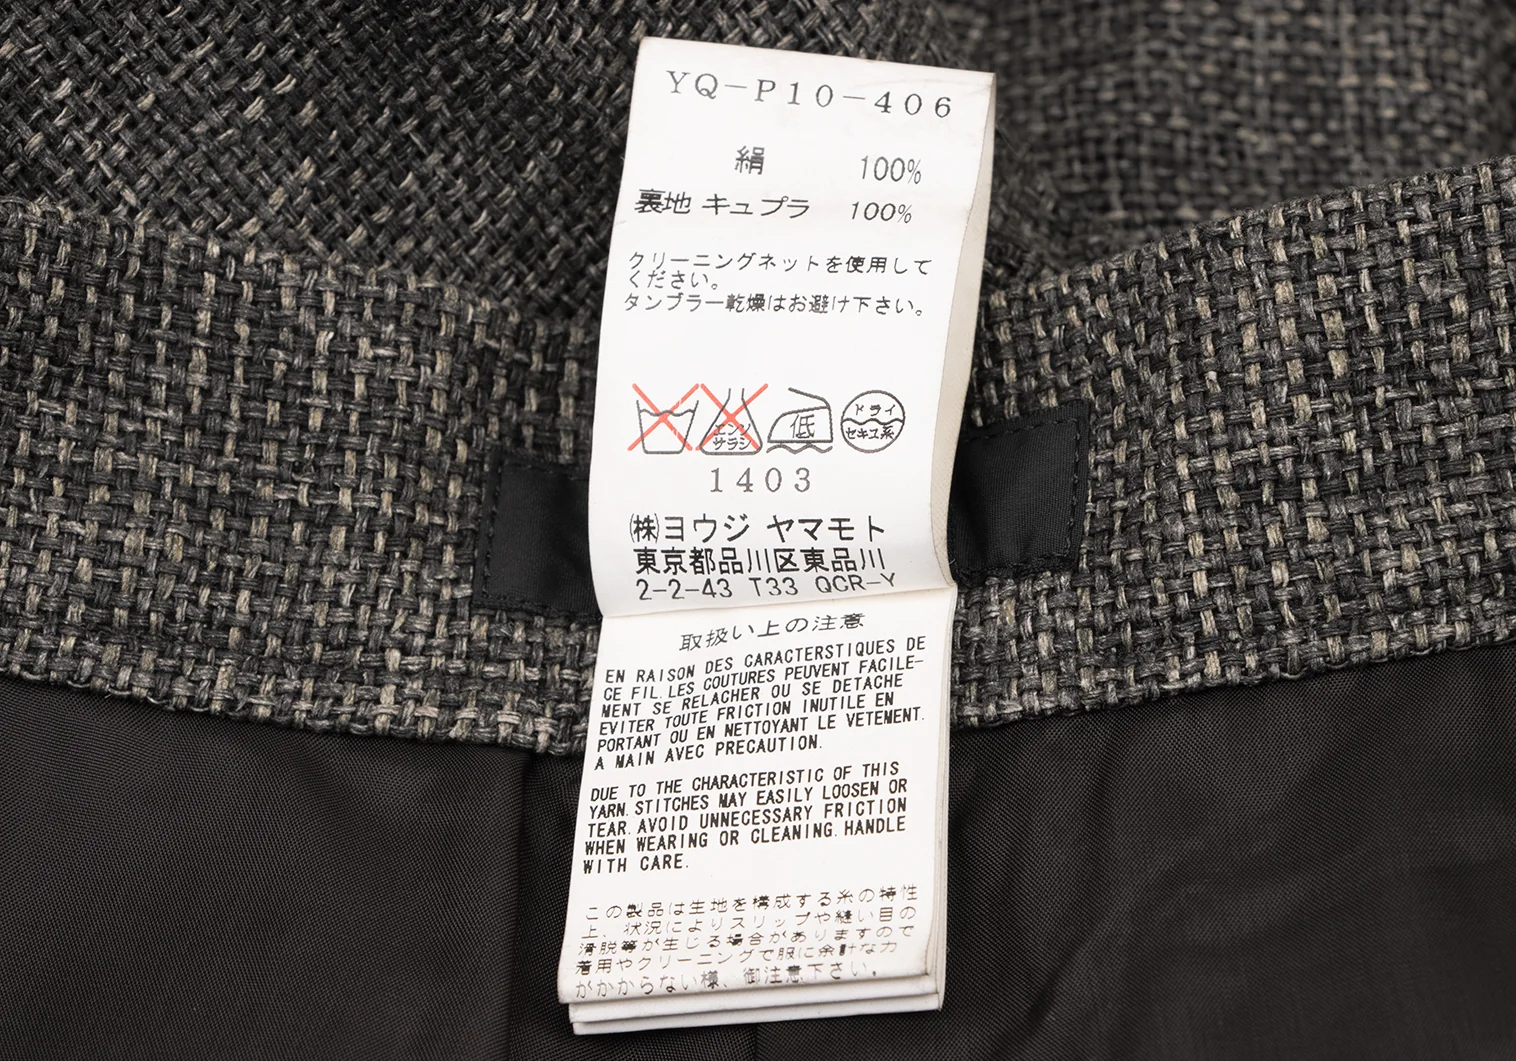 YQ-P10-406
絹 100%
裏地 キュプラ 100%
クリーニングネットを使用して
ください。
タンブラー乾燥はお避け下さい。
エンソ
サラシ
低
ドライ
セキユ系
1403
㈱ヨウジ ヤマモト
東京都品川区東品川
2-2-43 T33 QCR-Y
取扱い上の注意
EN RAISON DES CARACTERSTIQUES DE
CE FIL.LES COUTURES PEUVENT FACILE-
MENT SE RELACHER OU SE DETACHE
EVITER TOUTE FRICTION INUTILE EN
PORTANT OU EN NETTOYANT LE VETEMENT.
A MAIN AVEC PRECAUTION.
DUE TO THE CHARACTERISTIC OF THIS
YARN.STITCHES MAY EASILY LOOSEN OR
TEAR.AVOID UNNECESSARY FRICTION
WHEN WEARING OR CLEANING.HANDLE
WITH CARE.
この製品は生地を構成する糸の特性
上、状況によりスリップや縫い目の
滑脱等が生じる場合がありますので
着用やクリーニングで服に余計な力
がかからない様、御注意下さい。